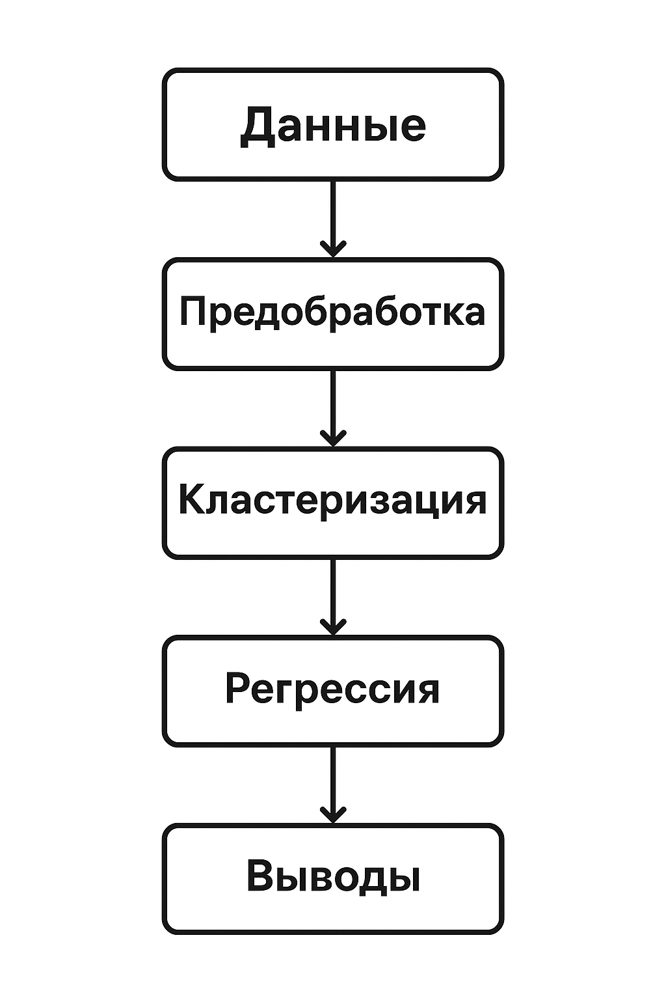 Данные
Предобработка
Кластеризация
Регрессия
Выводы